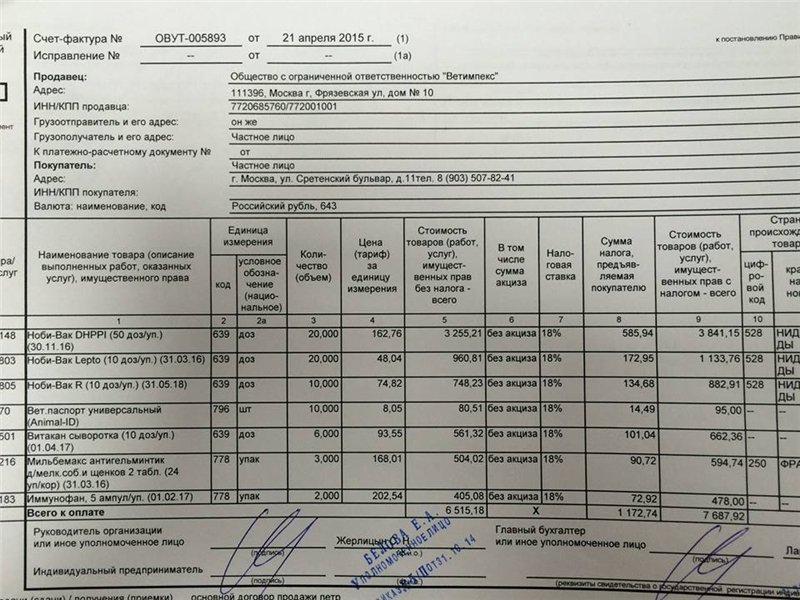 Счет-фактура № ОВУТ-005893 от 21 апреля 2015 г. (1)
Исправление № -- от -- (1а)
к постановлению Прави
Продавец: Общество с ограниченной ответственностью "Ветимпекс"
Адрес: 111396, Москва г, Фрязевская ул, дом № 10
ИНН/КПП продавца: 7720685760/772001001
Грузоотправитель и его адрес: он же
Грузополучатель и его адрес: Частное лицо
К платежно-расчетному документу № от
Покупатель: Частное лицо
Адрес: г. Москва, ул. Сретенский бульвар, д.11тел. 8 (903) 507-82-41
ИНН/КПП покупателя:
Валюта: наименование, код Российский рубль, 643
Наименование товара (описание выполненных работ, оказанных услуг), имущественного права
Единица измерения
код
условное обозначение (национальное)
Количество (объем)
Цена (тариф) за единицу измерения
Стоимость товаров (работ, услуг), имущественных прав без налога - всего
В том числе сумма акциза
Налоговая ставка
Сумма налога, предъявляемая покупателю
Стоимость товаров (работ, услуг), имущественных прав с налогом - всего
Стран
происхожд
товар
цифровой код
1 2 2а 3 4 5 6 7 8 9 10
148 Ноби-Вак DHPPI (50 доз/уп.) (30.11.16) 639 доз 20,000 162,76 3 255,21 без акциза 18% 585,94 3 841,15 528 НИД ДЫ
803 Ноби-Вак Lepto (10 доз/уп.) (31.03.16) 639 доз 20,000 48,04 960,81 без акциза 18% 172,95 1 133,76 528 НИД ДЫ
805 Ноби-Вак R (10 доз/уп.) (31.05.18) 639 доз 10,000 74,82 748,23 без акциза 18% 134,68 882,91 528 НИД ДЫ
70 Вет.паспорт универсальный (Animal-ID) 796 шт 10,000 8,05 80,51 без акциза 18% 14,49 95,00 -- --
501 Витакан сыворотка (10 доз/уп.) (01.04.17) 639 доз 6,000 93,55 561,32 без акциза 18% 101,04 662,36 -- --
216 Мильбемакс антигельминтик д/мелк.соб.и щенков 2 табл. (24 уп/кор) (31.03.16) 778 упак 3,000 168,01 504,02 без акциза 18% 90,72 594,74 250 ФРА
183 Иммунофан, 5 ампул/уп. (01.02.17) 778 упак 2,000 202,54 405,08 без акциза 18% 72,92 478,00 -- --
Всего к оплате 6 515,18 Х 1 172,74 7 687,92
Руководитель организации
или иное уполномоченное лицо
(подпись)
Главный бухгалтер
или иное уполномоченное лицо
(подпись)
БЕЛОВА Е.А.
УПОЛНОМОЧЕННОЕ ЛИЦО
Индивидуальный предприниматель
(подпись)
(реквизиты свидетельства о государственной регистрации